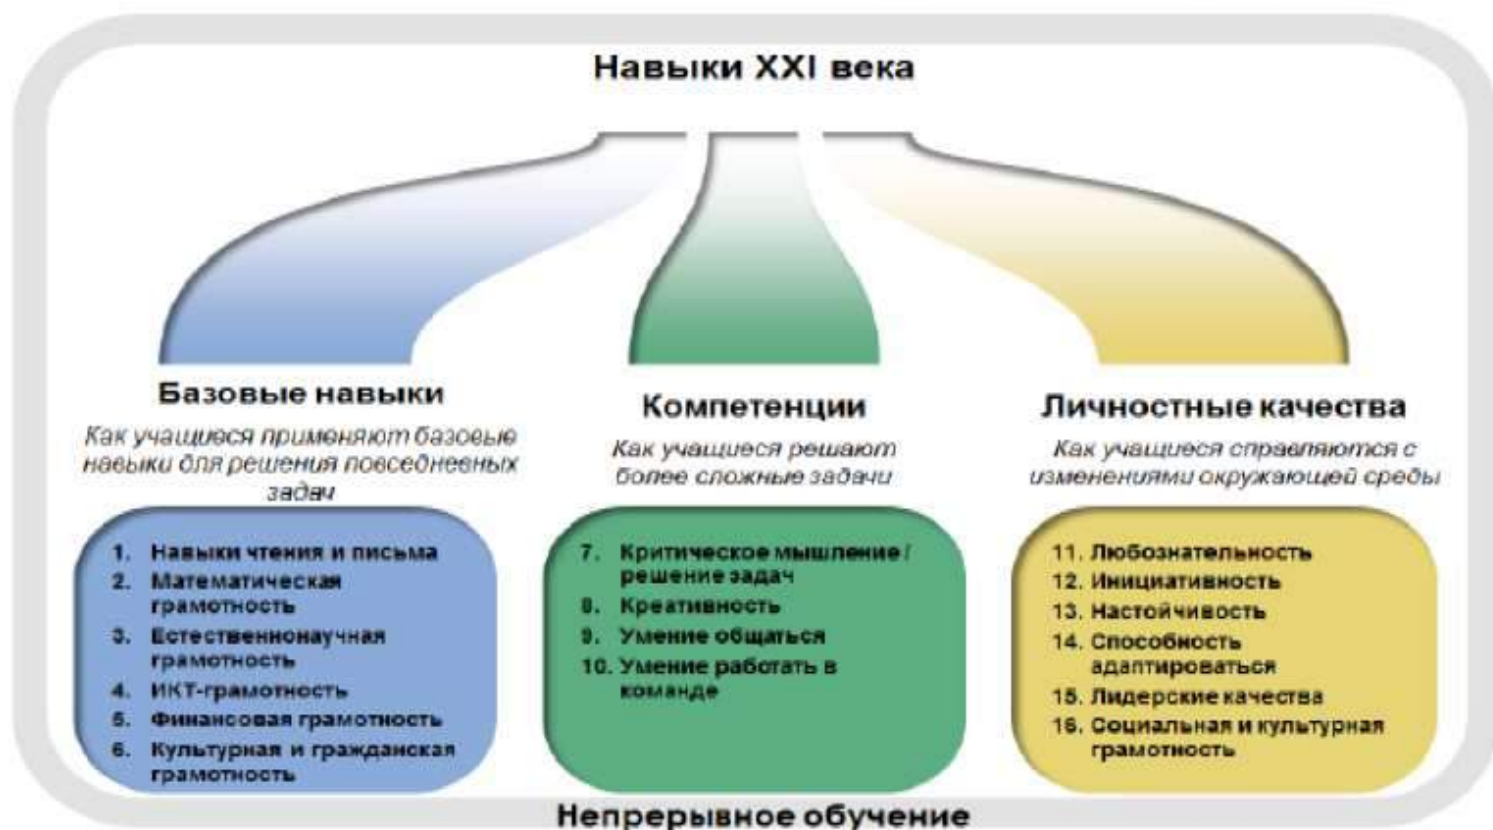 Навыки XXI века
Базовые навыки
Как учащиеся применяют базовые
навыки для решения повседневных
задач
1. Навыки чтения и письма
2. Математическая
грамотность
3. Естественнонаучная
грамотность
4. ИКТ-грамотность
5. Финансовая грамотность
6. Культурная и гражданская
грамотность
Компетенции
Как учащиеся решают
более сложные задачи
7. Критическое мышление /
решение задач
8. Креативность
9. Умение общаться
10. Умение работать в
команде
Личностные качества
Как учащиеся справляются с
изменениями окружающей среды
11. Любознательность
12. Инициативность
13. Настойчивость
14. Способность
адаптироваться
15. Лидерские качества
16. Социальная и культурная
грамотность
Непрерывное обучение